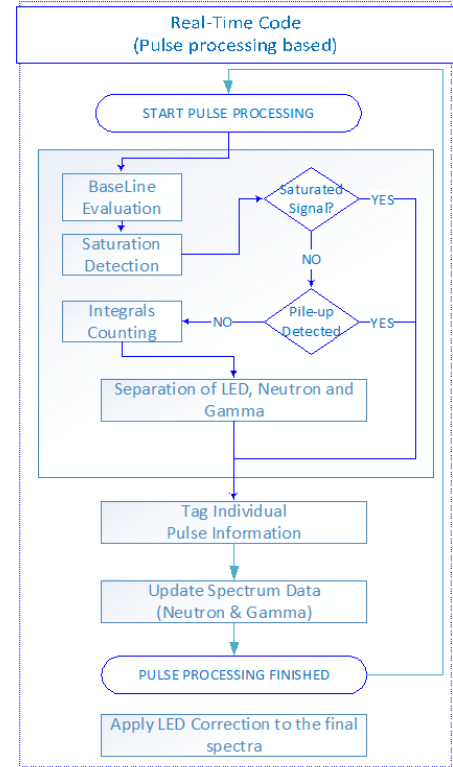 Real-Time Code
(Pulse processing based)
START PULSE PROCESSING
BaseLine
Evaluation
Saturated
Signal?
YES
Saturation
Detection
NO
Integrals
Counting
NO
Pile-up
Detected
YES
Separation of LED, Neutron and
Gamma
Tag Individual
Pulse Information
Update Spectrum Data
(Neutron & Gamma)
PULSE PROCESSING FINISHED
Apply LED Correction to the final
spectra